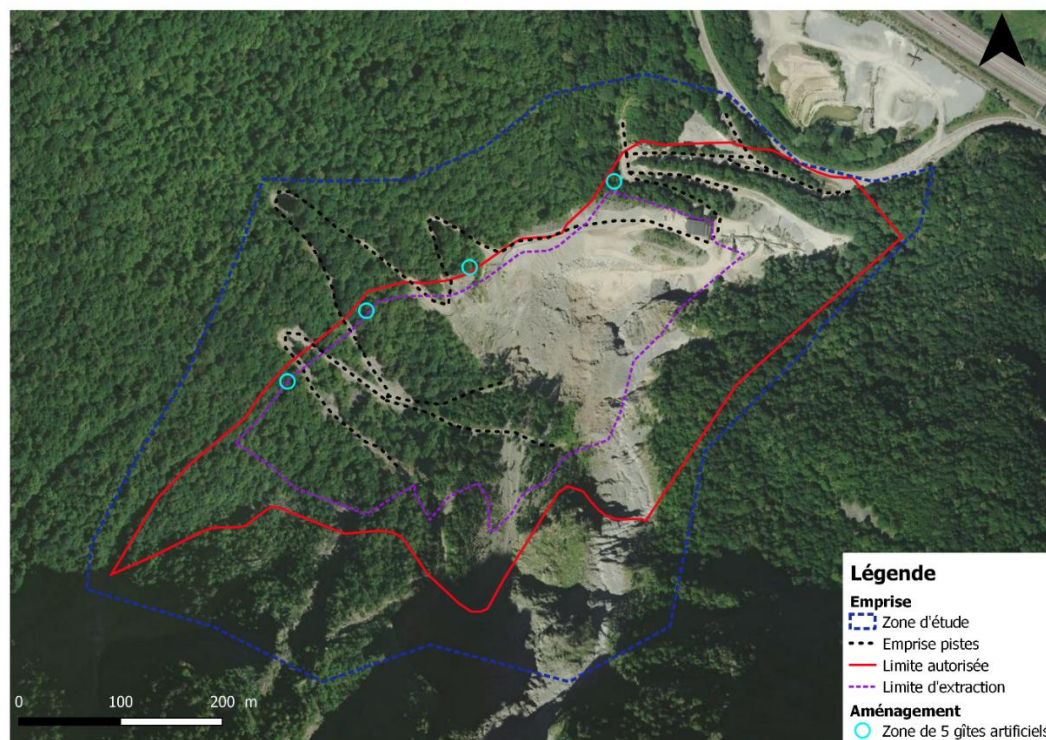 0 100 200 m
Légende
Emprise
Zone d'étude
Emprise pistes
Limite autorisée
Limite d'extraction
Aménagement
Zone de 5 gîtes artificiels